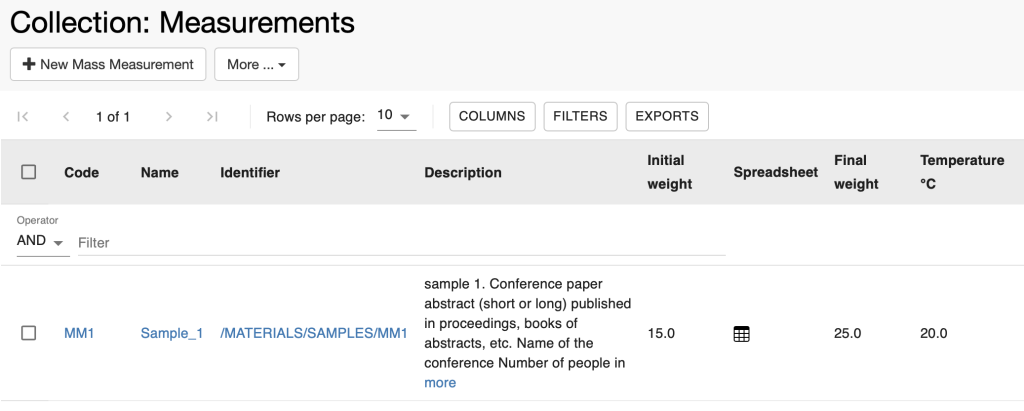 Collection: Measurements
+ New Mass Measurement More ...
1 of 1 Rows per page: 10 COLUMNS FILTERS EXPORTS
Code Name Identifier Description Initial weight Spreadsheet Final weight Temperature °C
Operator
AND Filter
MM1 Sample_1 /MATERIALS/SAMPLES/MM1
sample 1. Conference paper
abstract (short or long) published
in proceedings, books of
abstracts, etc. Name of the
conference Number of people in
more
15.0 25.0 20.0